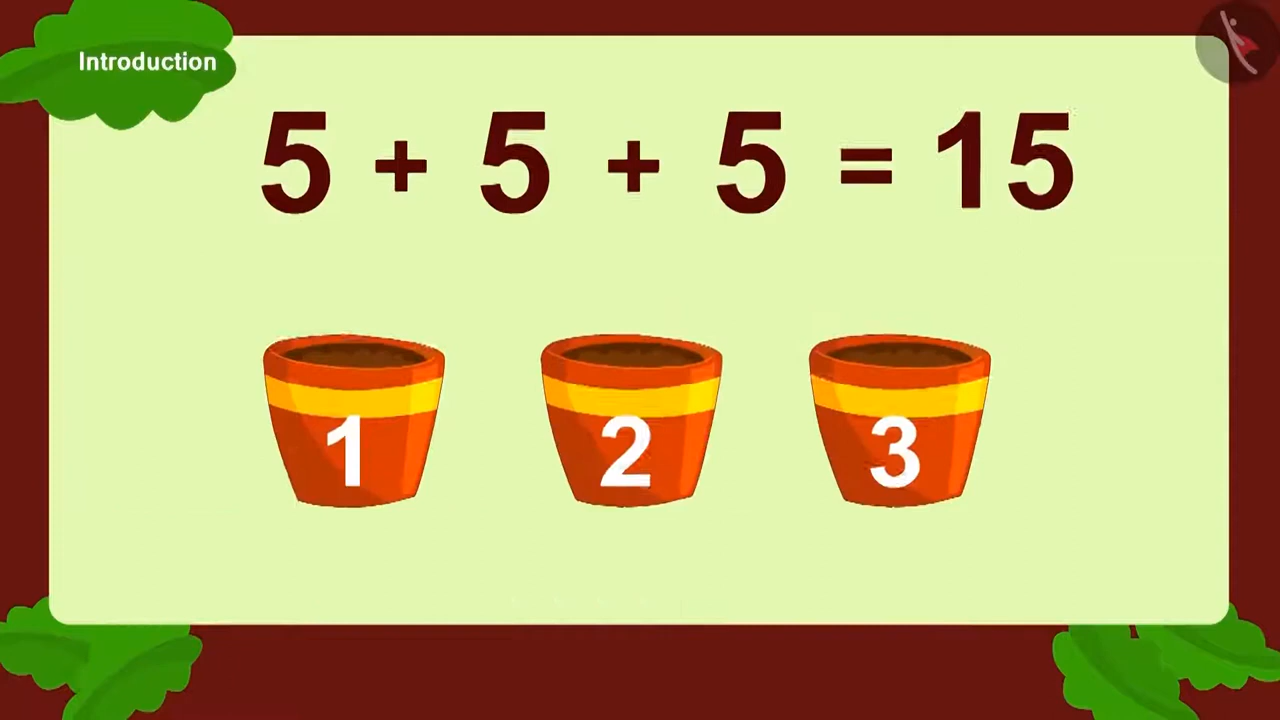 Introduction
5 + 5 + 5 = 15
1 2 3